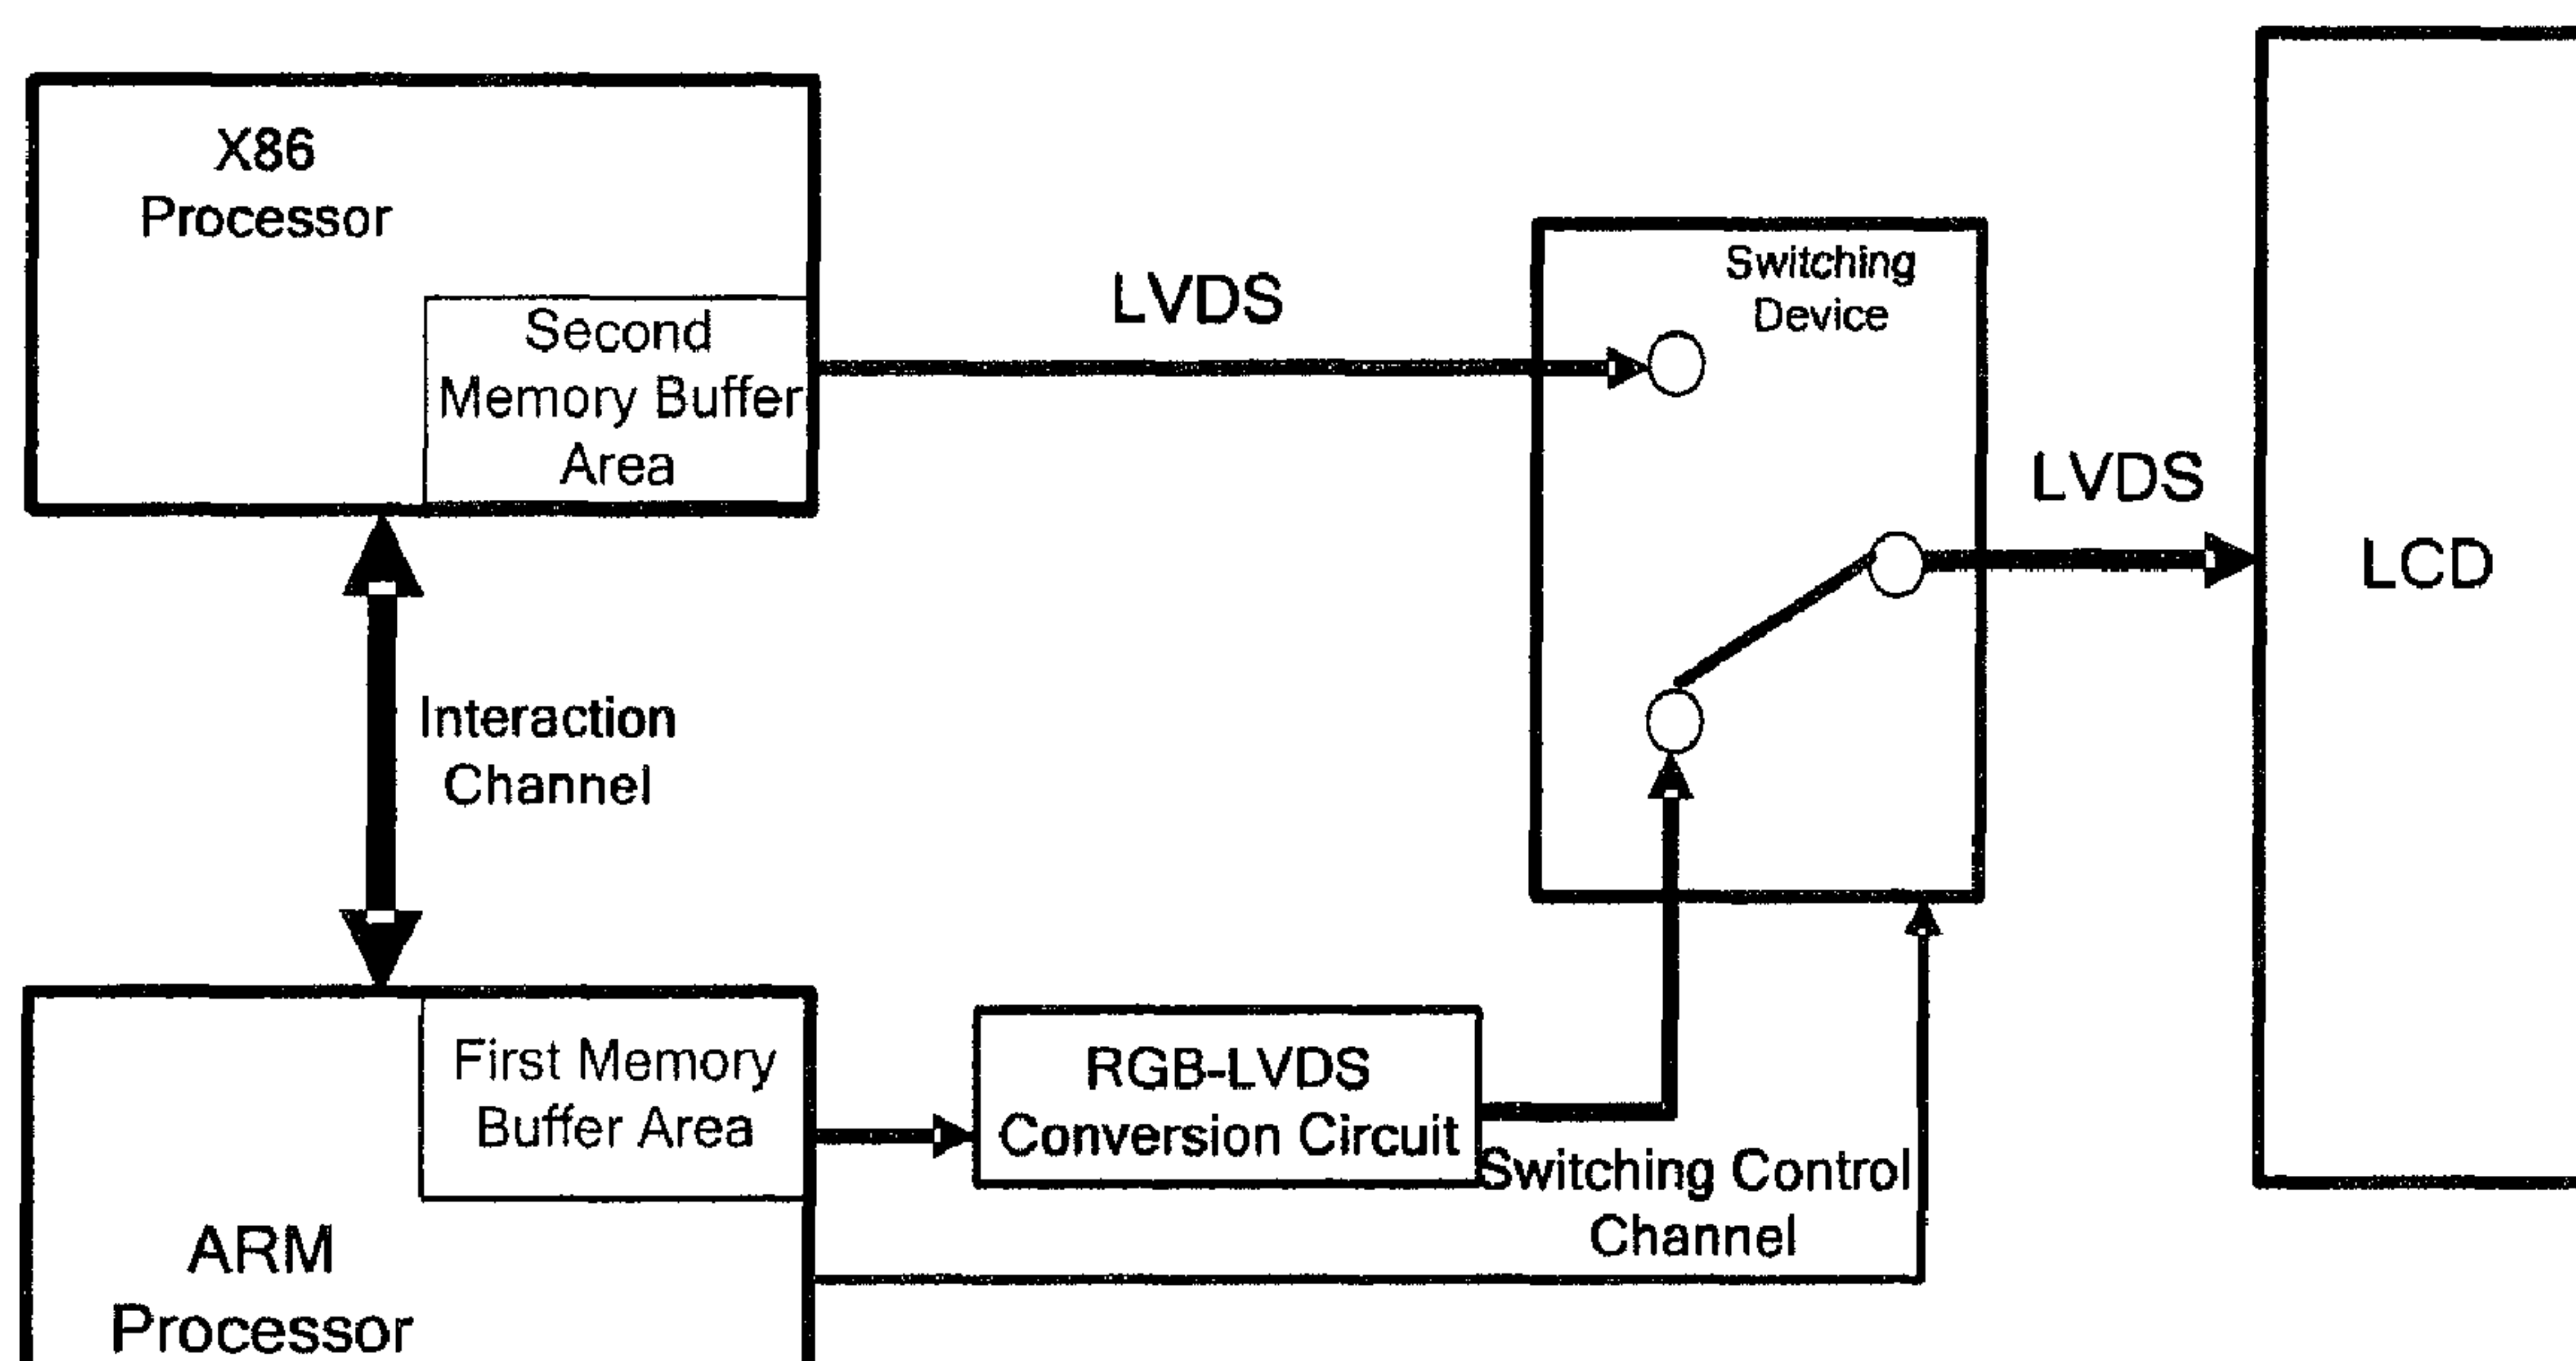 X86
Processor
Second
Memory Buffer
Area
LVDS
Switching
Device
LVDS
LCD
Interaction
Channel
First Memory
Buffer Area
RGB-LVDS
Conversion Circuit
Switching Control
Channel
ARM
Processor